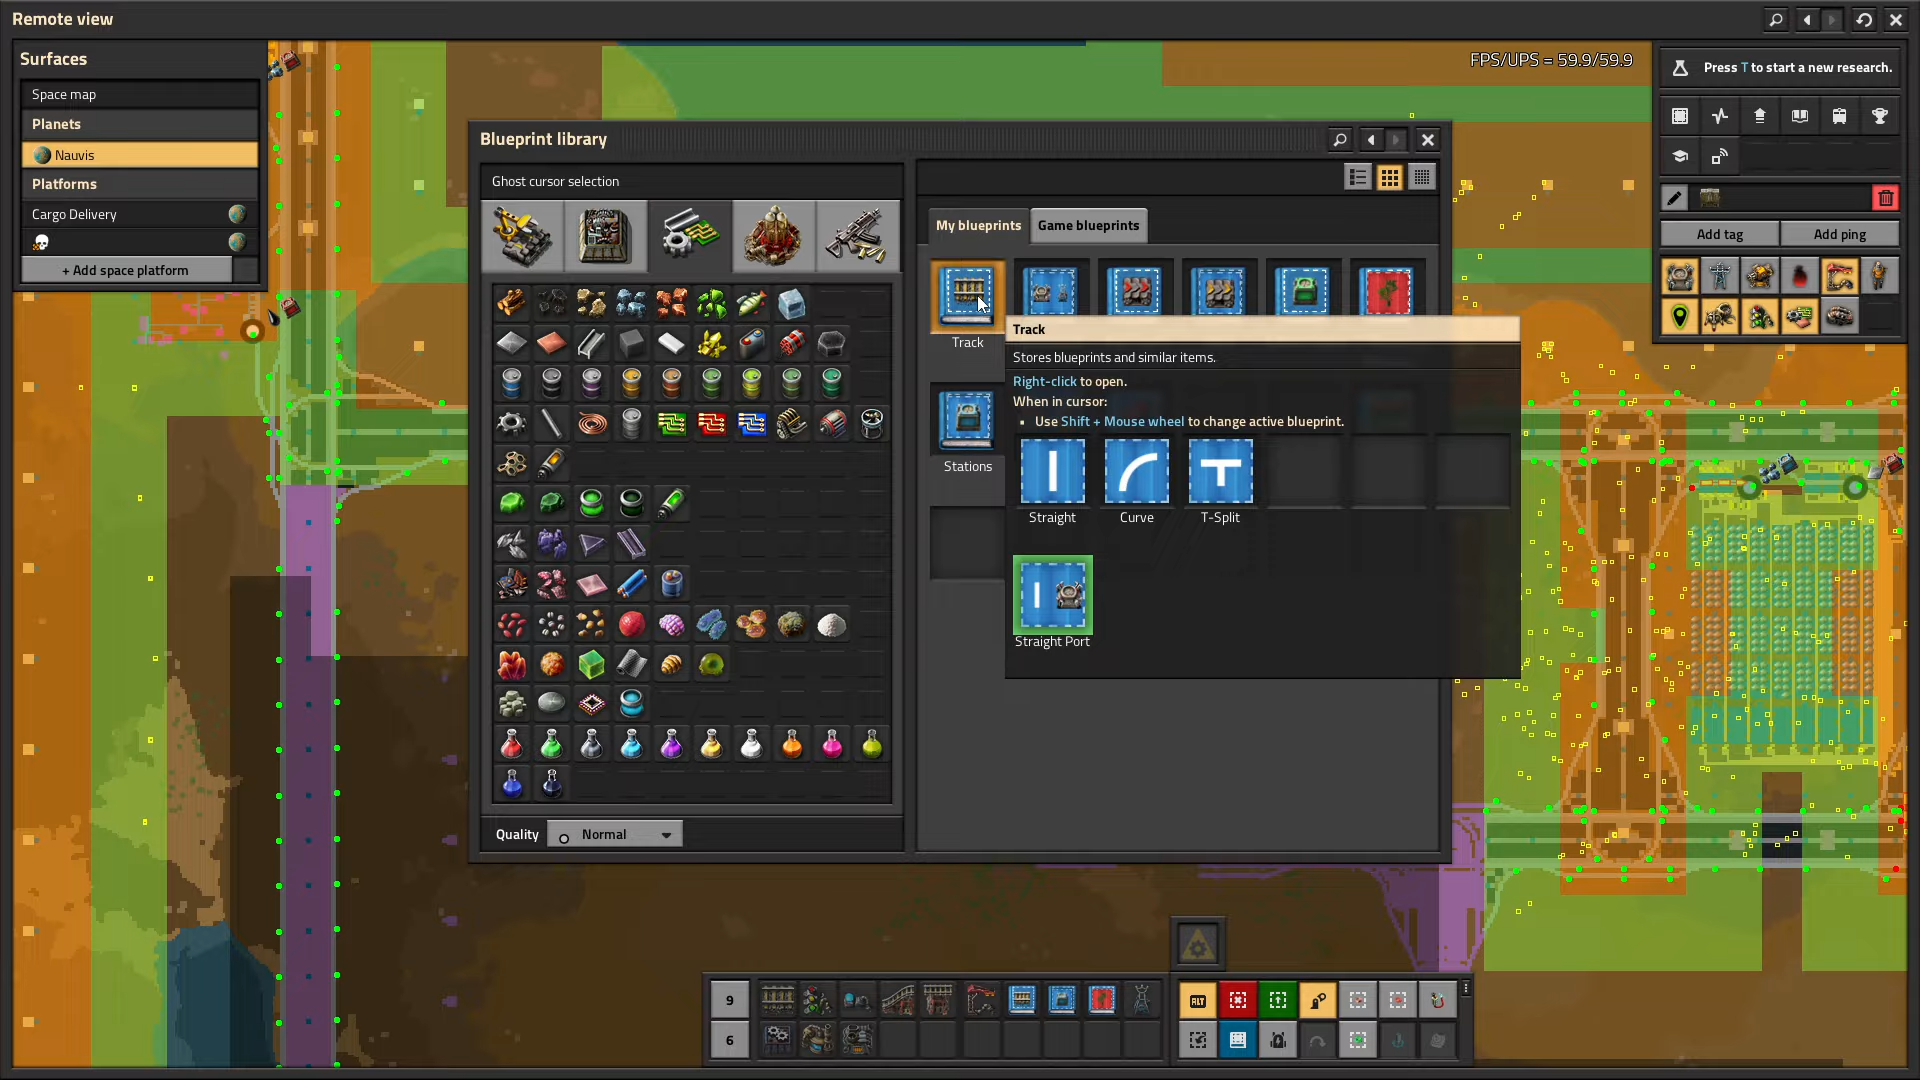 Remote view
FPS/UPS = 59.9/59.9
Surfaces
Space map
Planets
Nauvis
Platforms
Cargo Delivery
+ Add space platform
Press T to start a new research.
Add tag
Add ping
Blueprint library
Ghost cursor selection
My blueprints
Game blueprints
Track
Stations
Track
Stores blueprints and similar items.
Right-click to open.
When in cursor:
• Use Shift + Mouse wheel to change active blueprint.
Straight
Curve
T-Split
Straight Port
Quality
Normal
9
6
ALT